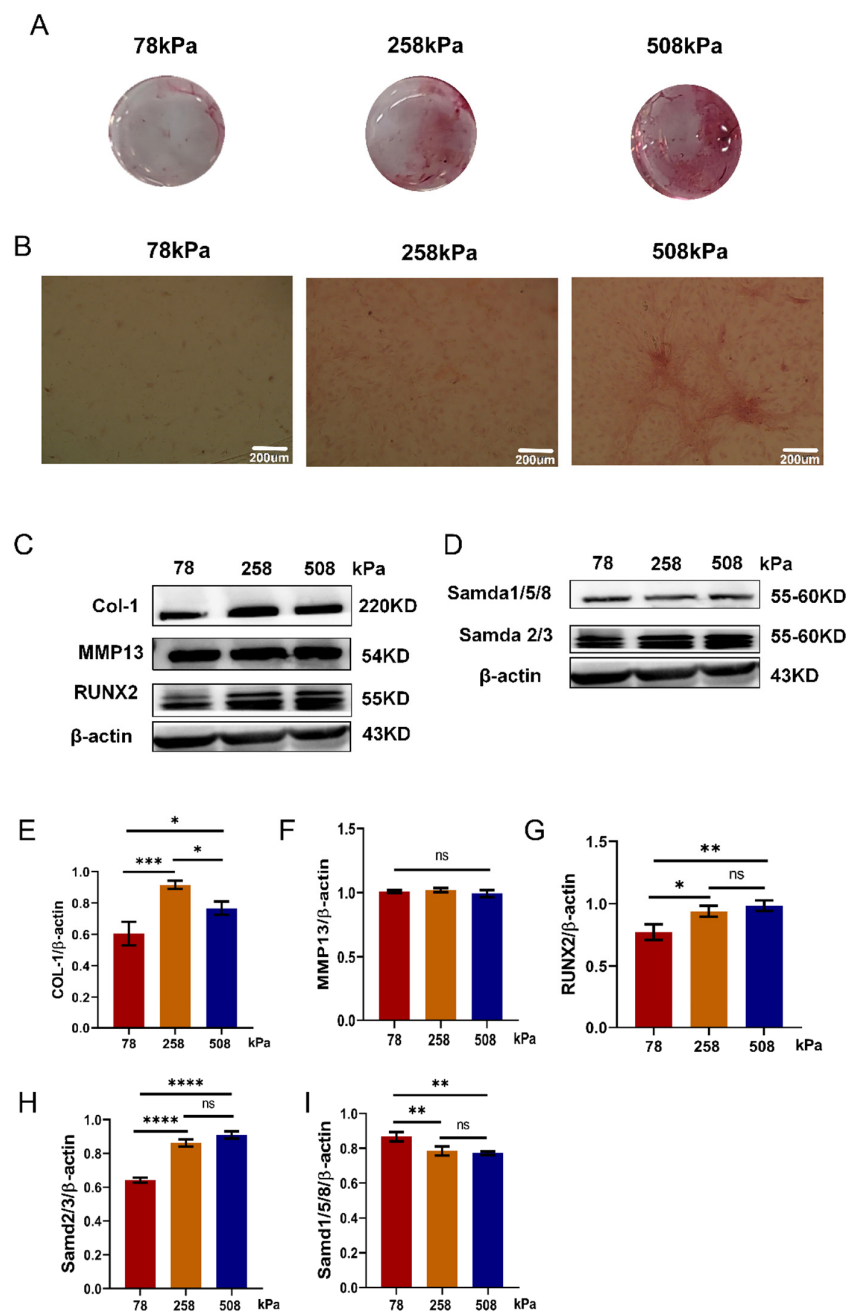 A
78kPa 258kPa 508kPa
B
78kPa 258kPa 508kPa
200um 200um 200um
C
78 258 508 kPa
Col-1 220KD
MMP13 54KD
RUNX2 55KD
β-actin 43KD
D
78 258 508 kPa
Samda1/5/8 55-60KD
Samda 2/3 55-60KD
β-actin 43KD
E
*
*** *
COL-1/β-actin
1.0
0.8
0.6
0.4
0.2
0.0
78 258 508 kPa
F
ns
MMP13/β-actin
1.5
1.0
0.5
0.0
78 258 508 kPa
G
**
* ns
RUNX2/β-actin
1.5
1.0
0.5
0.0
78 258 508 kPa
H
****
**** ns
Samd2/3/β-actin
1.0
0.8
0.6
0.4
0.2
0.0
78 258 508 kPa
I
**
** ns
Samd1/5/8/β-actin
1.0
0.8
0.6
0.4
0.2
0.0
78 258 508 kPa